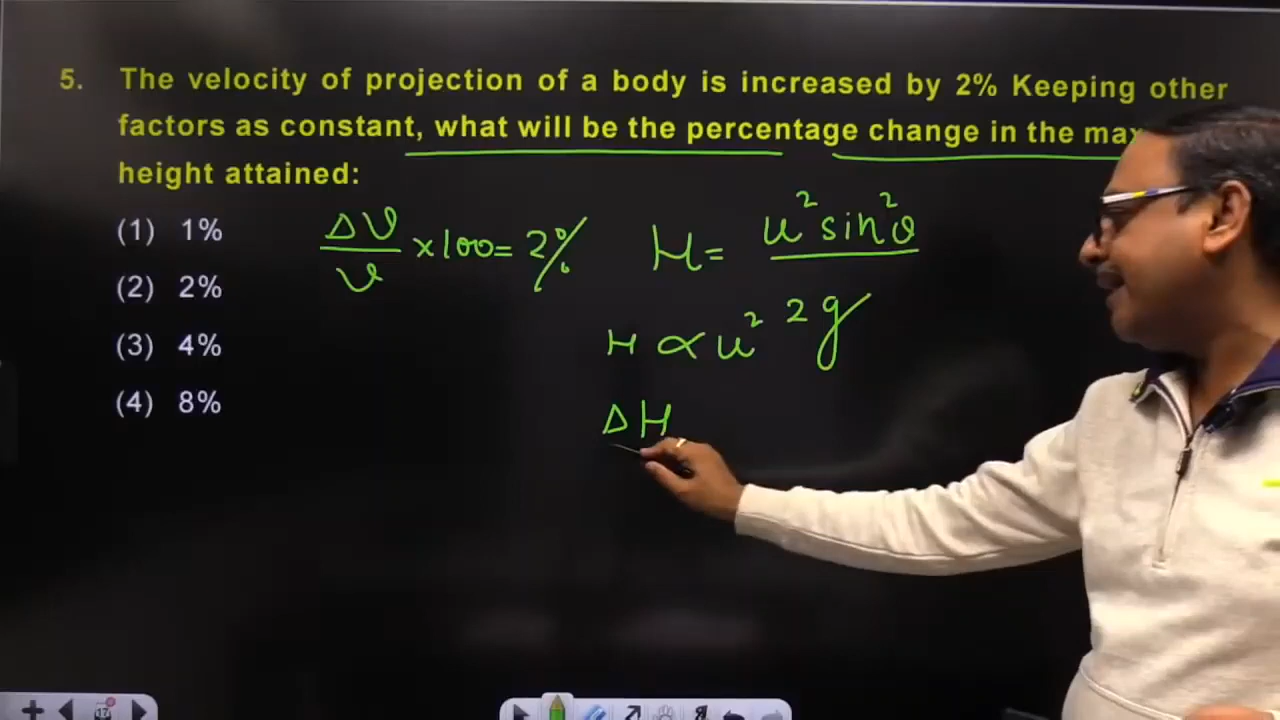 5. The velocity of projection of a body is increased by 2% Keeping other
factors as constant, what will be the percentage change in the
height attained:
(1) 1%
(2) 2%
(3) 4%
(4) 8%
ΔV/V ×100=2%
H= u²sin²θ/2g
H ∝ u²
ΔH